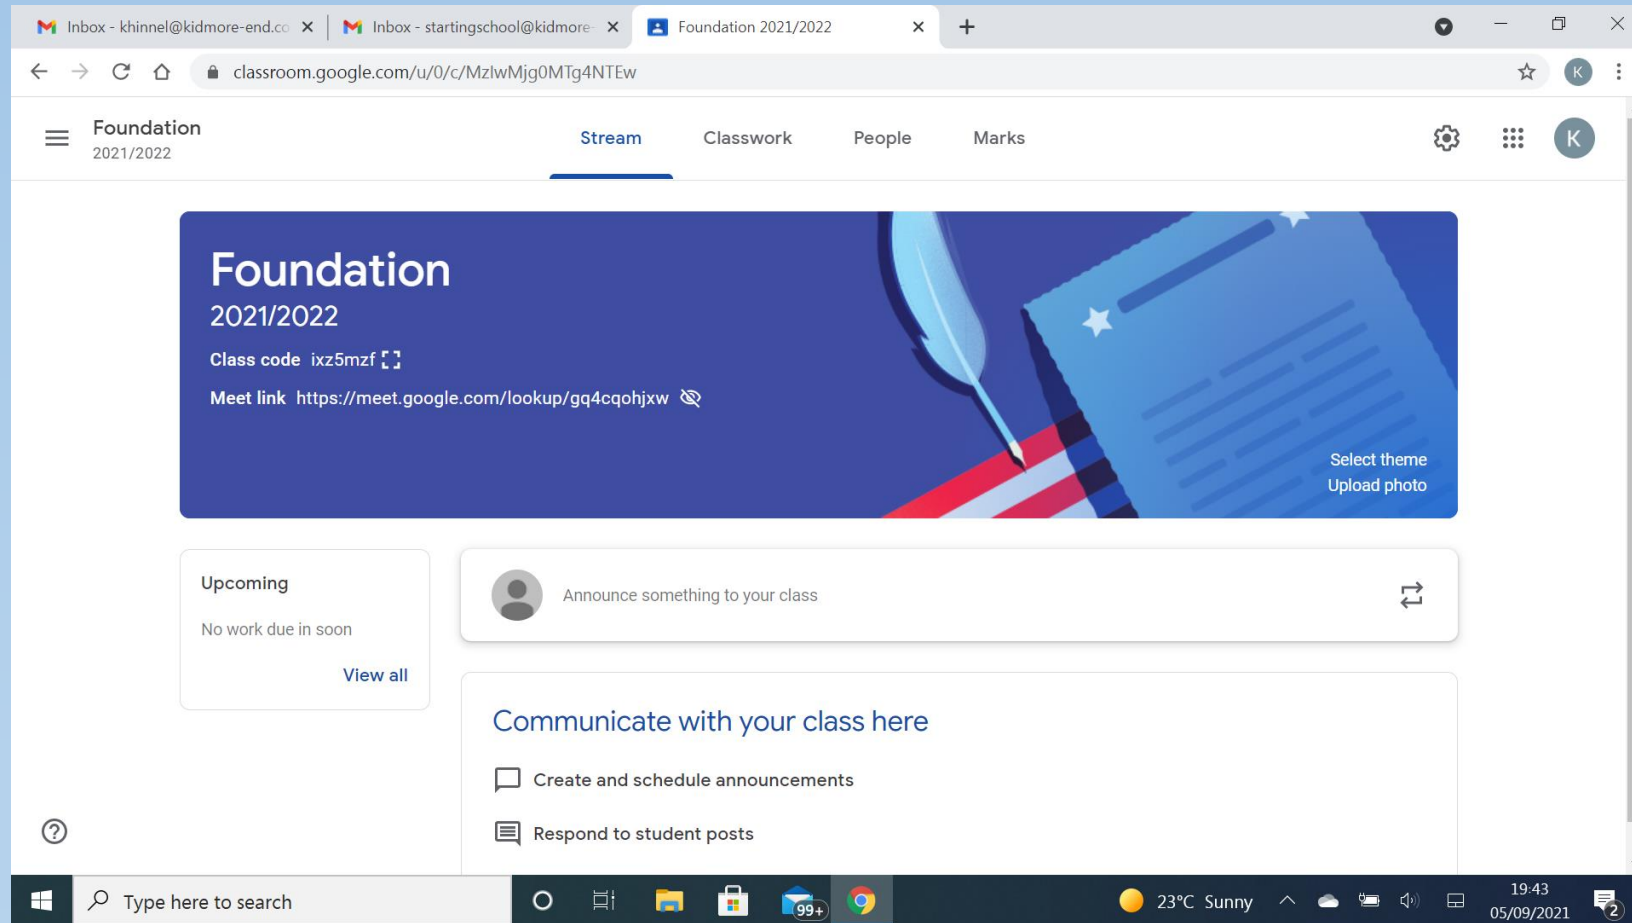 Inbox - khinnel@kidmore-end.co
Inbox - startingschool@kidmore-
Foundation 2021/2022
classroom.google.com/u/0/c/MzIwMjg0MTg4NTEw
K
Foundation
2021/2022
Stream
Classwork
People
Marks
K
Foundation
2021/2022
Class code ixz5mzf
Meet link https://meet.google.com/lookup/gq4cqohjxw
Select theme
Upload photo
Upcoming
No work due in soon
View all
Announce something to your class
Communicate with your class here
Create and schedule announcements
Respond to student posts
Type here to search
99+
23°C Sunny
19:43
05/09/2021
2